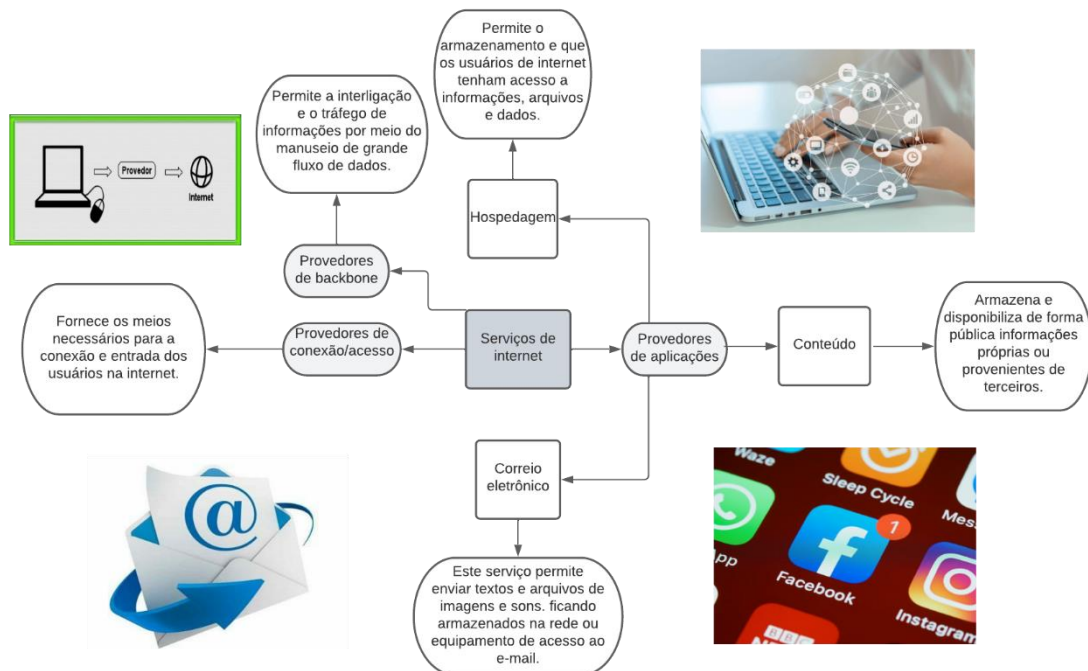 Permite o
armazenamento e que
os usuários de internet
tenham acesso a
informações, arquivos
e dados.
Permite a interligação
e o tráfego de
informações por meio do
manuseio de grande
fluxo de dados.
Provedor
Internet
Hospedagem
Provedores
de backbone
Fornece os meios
necessários para a
conexão e entrada dos
usuários na internet.
Provedores de
conexão/acesso
Serviços de
internet
Provedores
de aplicações
Conteúdo
Armazena e
disponibiliza de forma
pública informações
próprias ou
provenientes de
terceiros.
Correio
eletrônico
Este serviço permite
enviar textos e arquivos de
imagens e sons. ficando
armazenados na rede ou
equipamento de acesso ao
e-mail.
@
Waze
Sleep Cycle
Mes
App
1
Facebook
Instagram
BBC